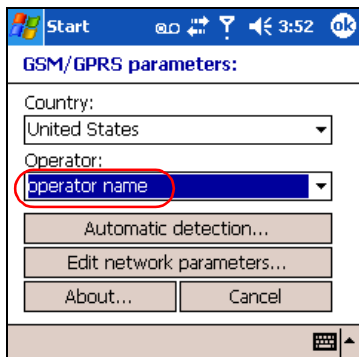 Start 3:52 ok
GSM/GPRS parameters:
Country:
United States
Operator:
operator name
Automatic detection...
Edit network parameters...
About... Cancel